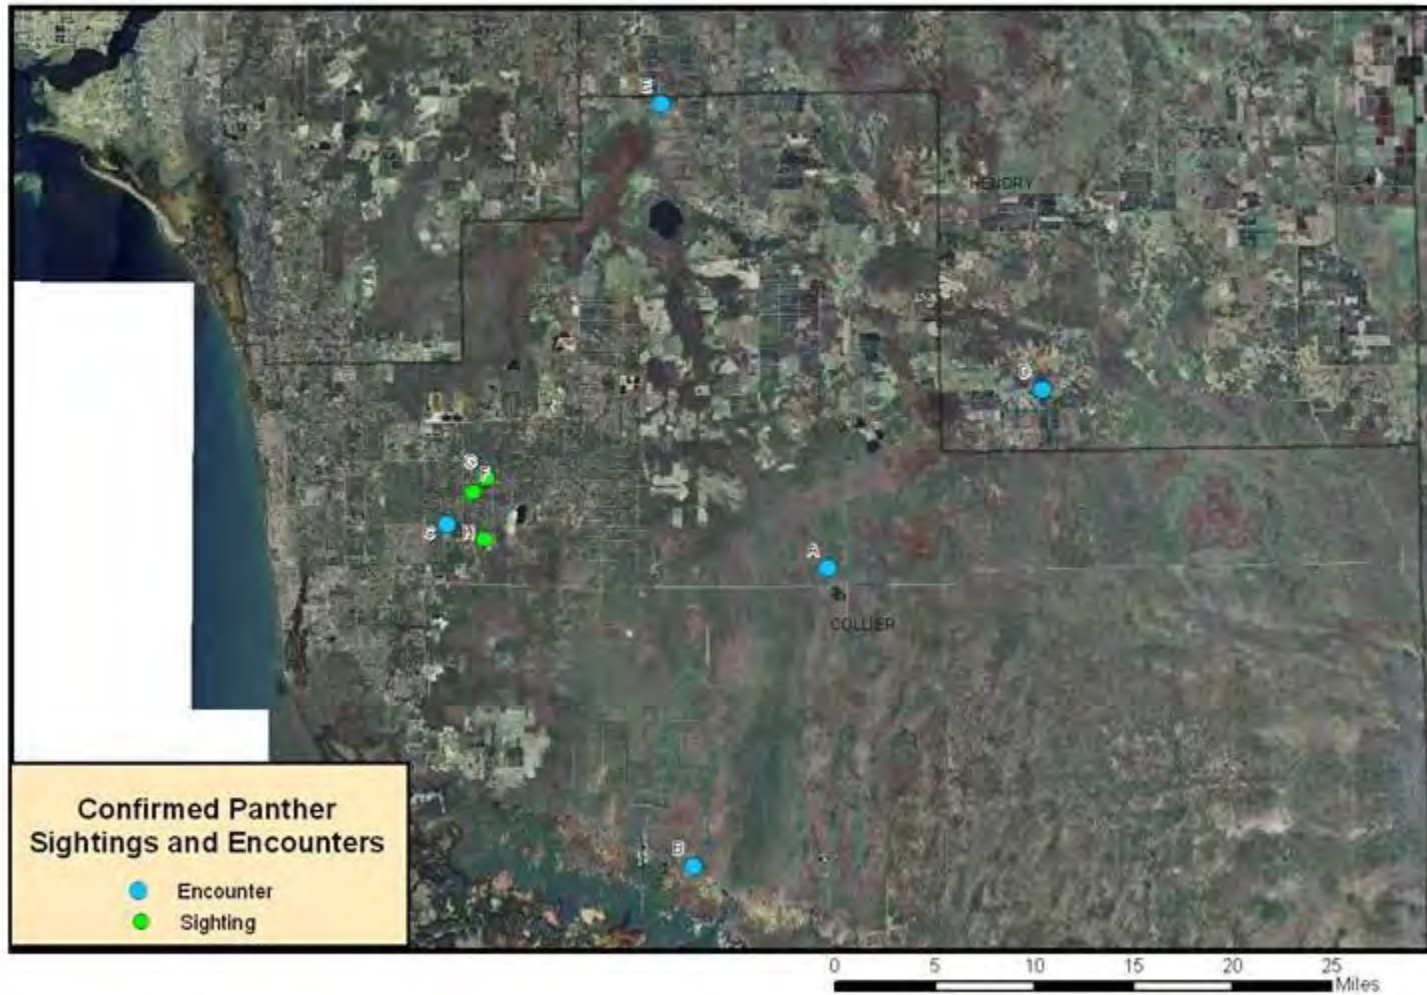 E
HENDRY
D
G
F
C
H
A
COLLIER
B
Confirmed Panther
Sightings and Encounters
Encounter
Sighting
0 5 10 15 20 25
Miles